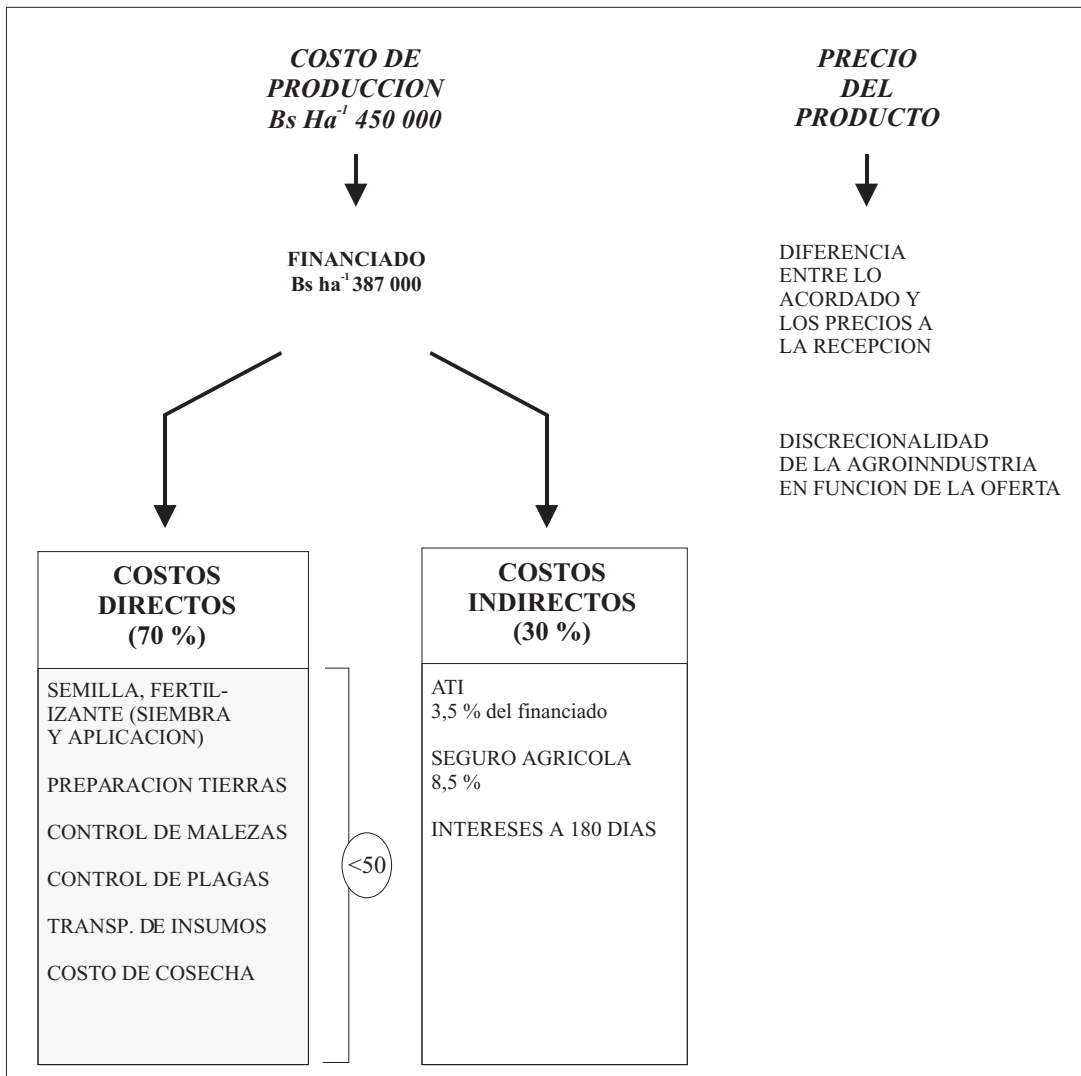 COSTO DE
PRODUCCION
Bs Ha⁻¹ 450 000
FINANCIADO
Bs ha⁻¹ 387 000
COSTOS
DIRECTOS
(70 %)
SEMILLA, FERTIL-
IZANTE (SIEMBRA
Y APLICACION)
PREPARACION TIERRAS
CONTROL DE MALEZAS
CONTROL DE PLAGAS
TRANSP. DE INSUMOS
COSTO DE COSECHA
<50
COSTOS
INDIRECTOS
(30 %)
ATI
3,5 % del financiado
SEGURO AGRICOLA
8,5 %
INTERESES A 180 DIAS
PRECIO
DEL
PRODUCTO
DIFERENCIA
ENTRE LO
ACORDADO Y
LOS PRECIOS A
LA RECEPCION
DISCRECIONALIDAD
DE LA AGROINNDUSTRIA
EN FUNCION DE LA OFERTA